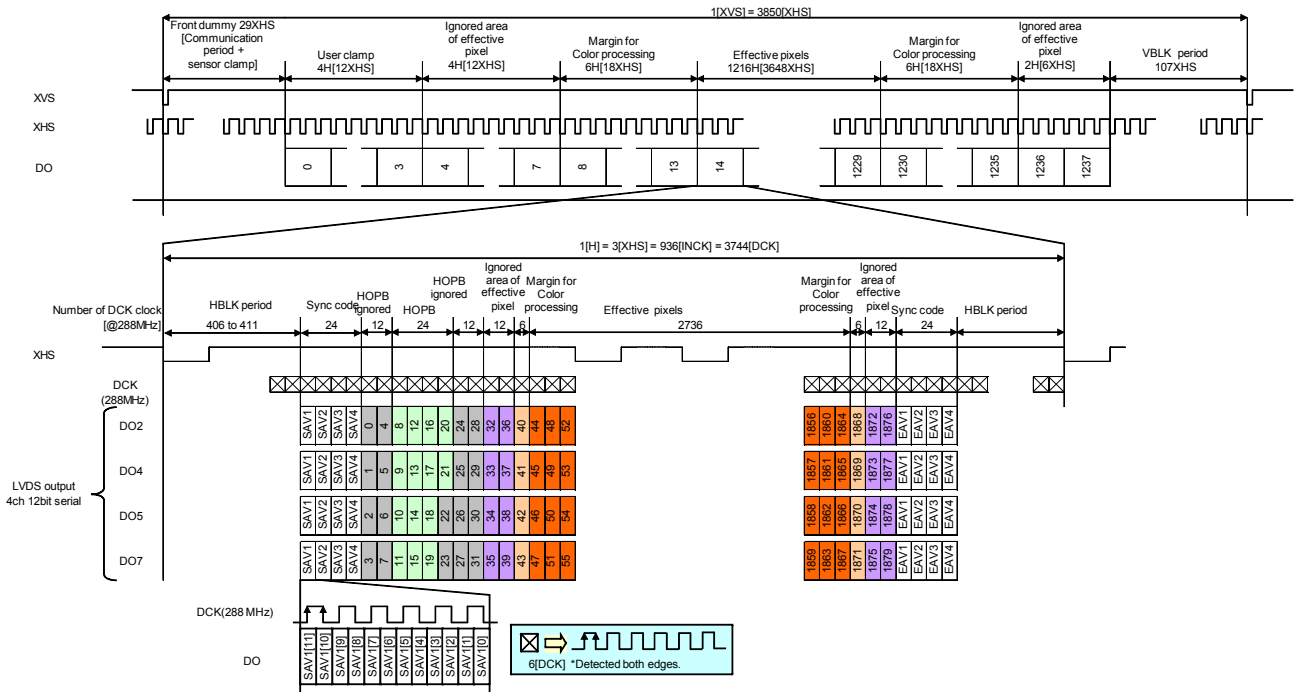 1[XVS] = 3850[XHS]
Front dummy 29XHS
[Communication
period +
sensor clamp]
User clamp
4H[12XHS]
Ignored area
of effective
pixel
4H[12XHS]
Margin for
Color processing
6H[18XHS]
Effective pixels
1216H[3648XHS]
Margin for
Color processing
6H[18XHS]
Ignored area
of effective
pixel
2H[6XHS]
VBLK period
107XHS
XVS
XHS
DO
0 3 4 7 8 13 14 1229 1230 1235 1236 1237
1[H] = 3[XHS] = 936[INCK] = 3744[DCK]
Number of DCK clock
[@288MHz]
HBLK period
406 to 411
Sync code
24
HOPB
ignored
12
HOPB
24
HOPB
ignored
12
Ignored
area of
effective
pixel
12
Margin for
Color
processing
6
Effective pixels
2736
Margin for
Color
processing
6
Ignored
area of
effective
pixel
12
Sync code
24
HBLK period
XHS
DCK
(288MHz)
LVDS output
4ch 12bit serial
DO2
SAV1 SAV2 SAV3 SAV4 0 4 8 12 16 20 24 28 32 36 40 44 48 52 1856 1860 1864 1868 1872 1876 EAV1 EAV2 EAV3 EAV4
DO4
SAV1 SAV2 SAV3 SAV4 1 5 9 13 17 21 25 29 33 37 41 45 49 53 1857 1861 1865 1869 1873 1877 EAV1 EAV2 EAV3 EAV4
DO5
SAV1 SAV2 SAV3 SAV4 2 6 10 14 18 22 26 30 34 38 42 46 50 54 1858 1862 1866 1870 1874 1878 EAV1 EAV2 EAV3 EAV4
DO7
SAV1 SAV2 SAV3 SAV4 3 7 11 15 19 23 27 31 35 39 43 47 51 55 1859 1863 1867 1871 1875 1879 EAV1 EAV2 EAV3 EAV4
DCK(288 MHz)
DO
SAV1[11] SAV1[10] SAV1[9] SAV1[8] SAV1[7] SAV1[6] SAV1[5] SAV1[4] SAV1[3] SAV1[2] SAV1[1] SAV1[0]
6[DCK] *Detected both edges.